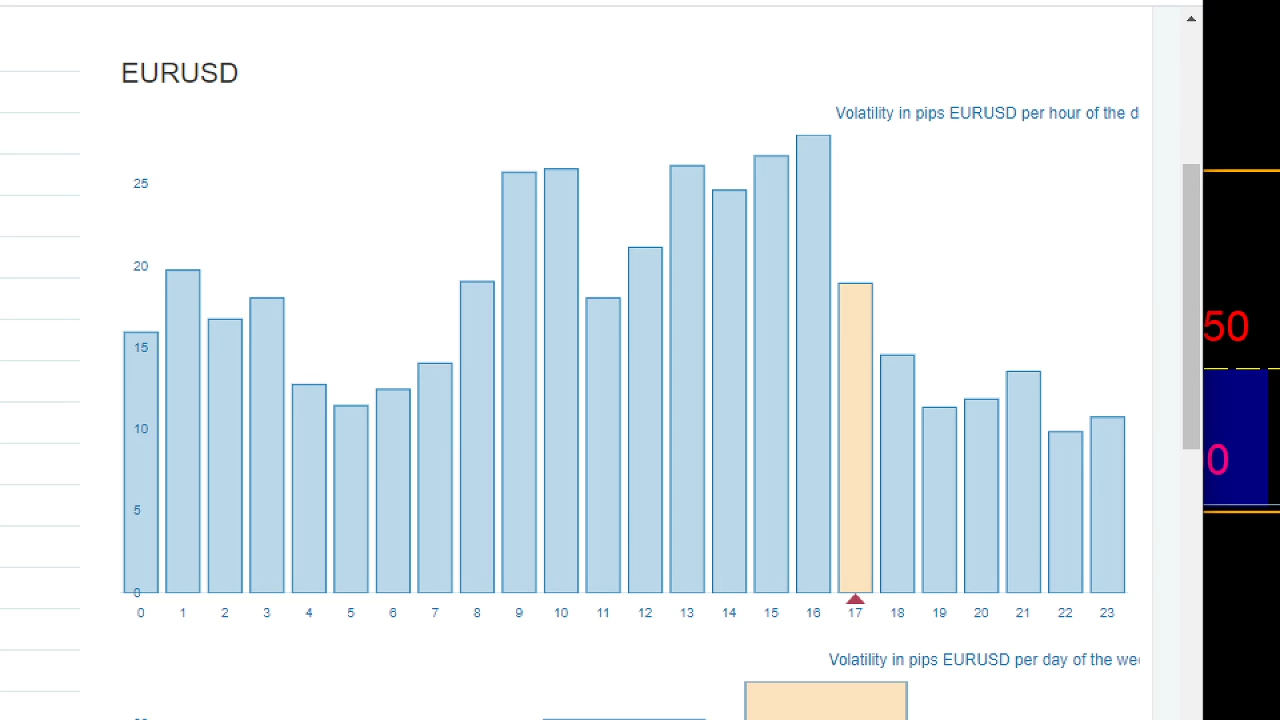 EURUSD
Volatility in pips EURUSD per hour of the d
25
20
15
10
5
0
0 1 2 3 4 5 6 7 8 9 10 11 12 13 14 15 16 17 18 19 20 21 22 23
Volatility in pips EURUSD per day of the we
50
0